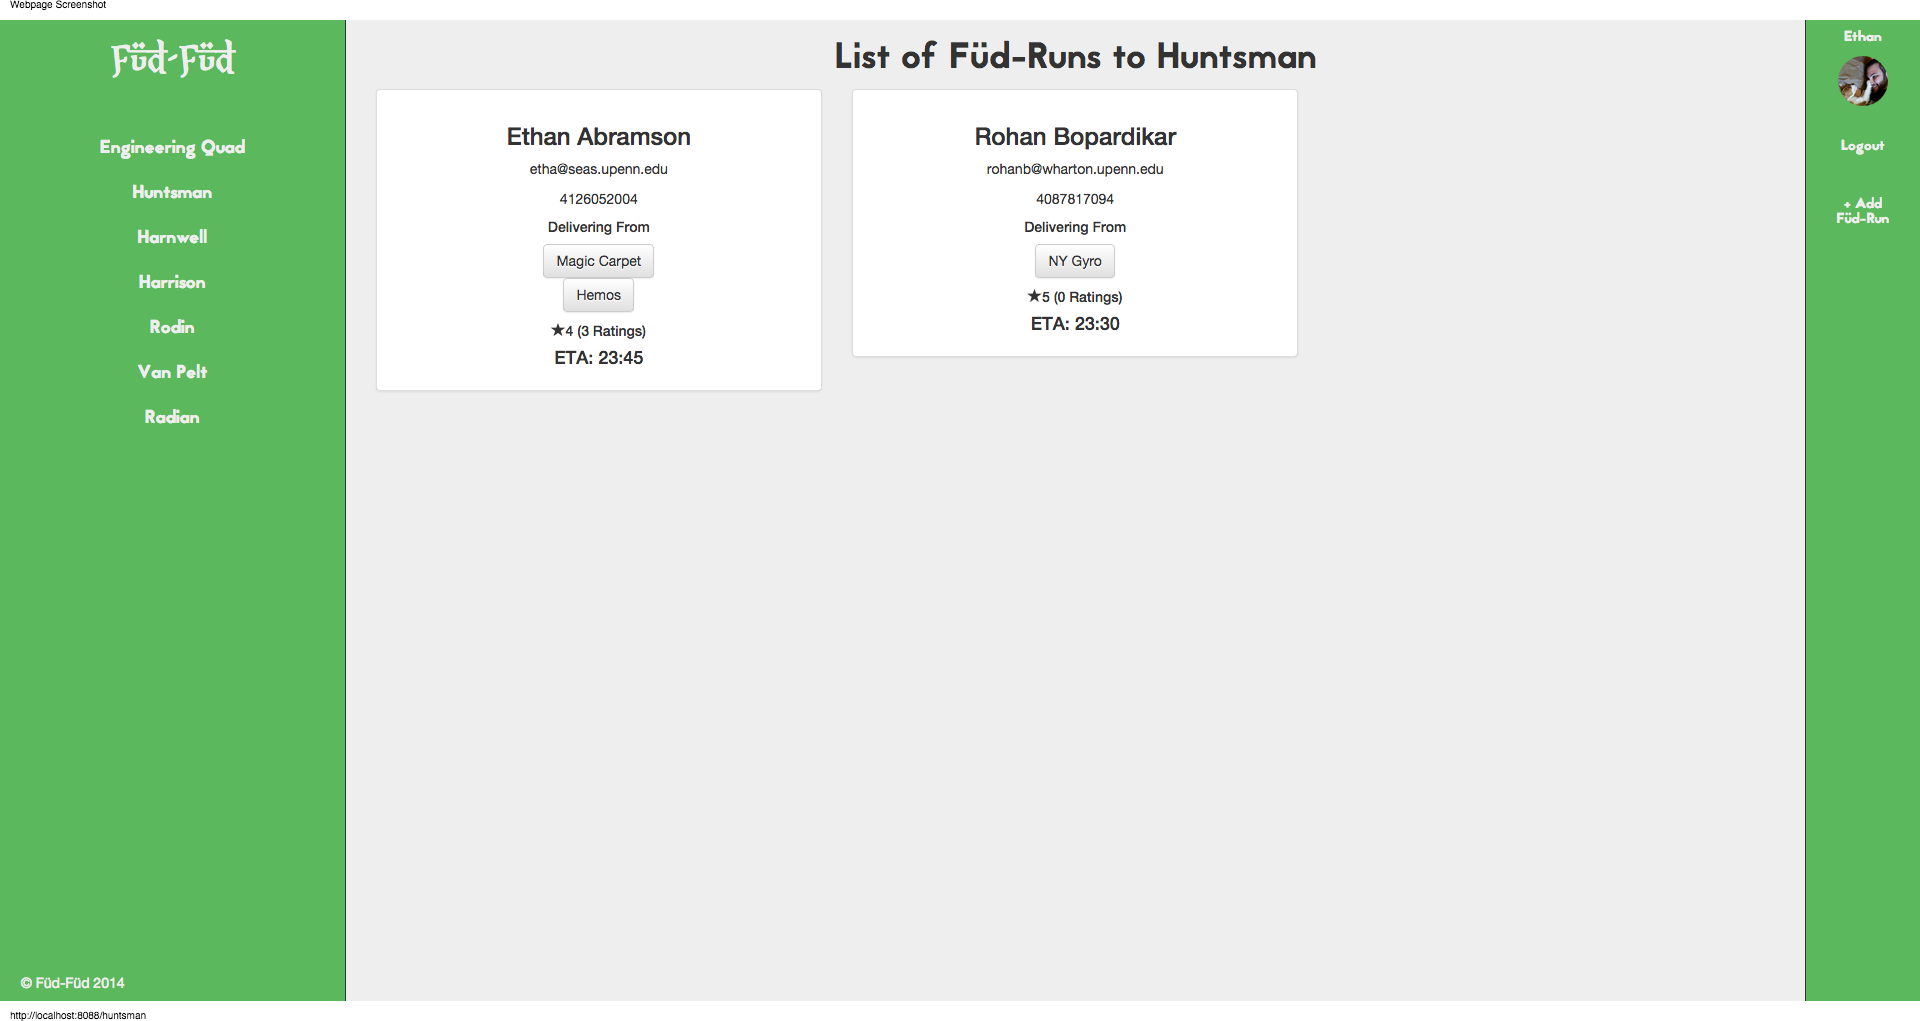 Webpage Screenshot
Füd-Füd
Engineering Quad
Huntsman
Harnwell
Harrison
Rodin
Van Pelt
Radian
© Füd-Füd 2014
List of Füd-Runs to Huntsman
Ethan Abramson
etha@seas.upenn.edu
4126052004
Delivering From
Magic Carpet
Hemos
★4 (3 Ratings)
ETA: 23:45
Rohan Bopardikar
rohanb@wharton.upenn.edu
4087817094
Delivering From
NY Gyro
★5 (0 Ratings)
ETA: 23:30
Ethan
Logout
+ Add
Füd-Run
http://localhost:8088/huntsman